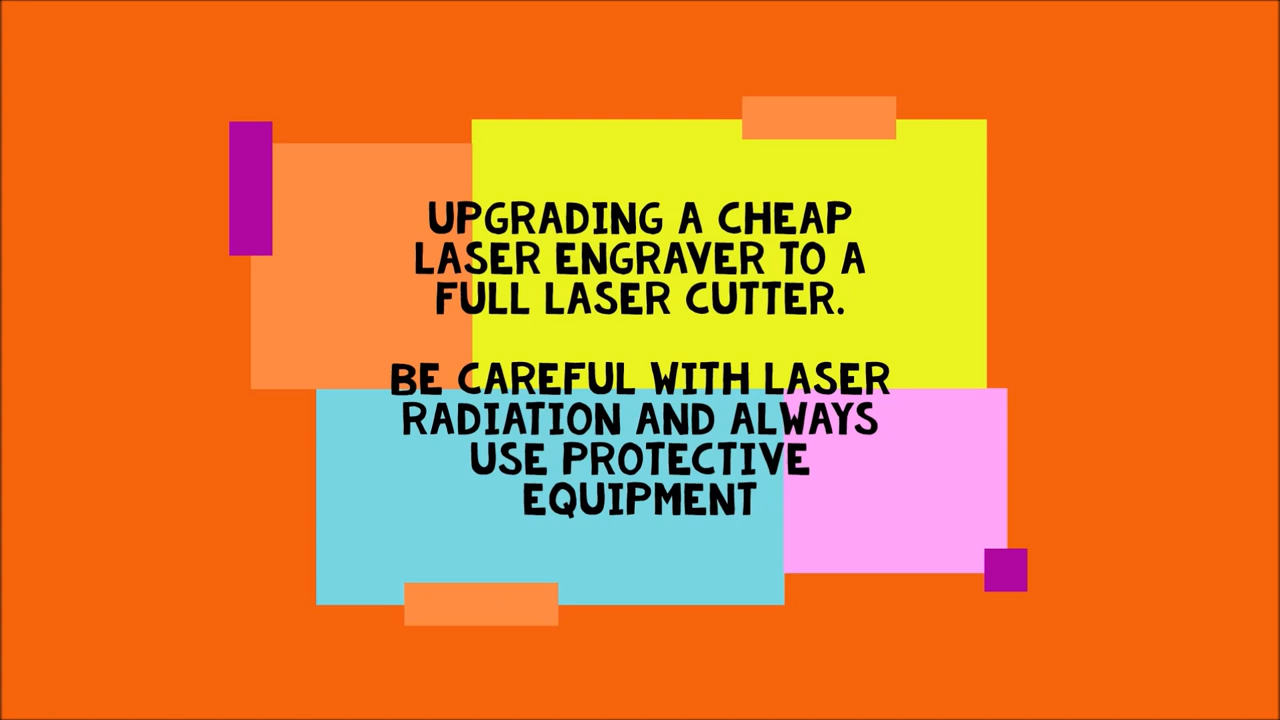 UPGRADING A CHEAP
LASER ENGRAVER TO A
FULL LASER CUTTER.
BE CAREFUL WITH LASER
RADIATION AND ALWAYS
USE PROTECTIVE
EQUIPMENT